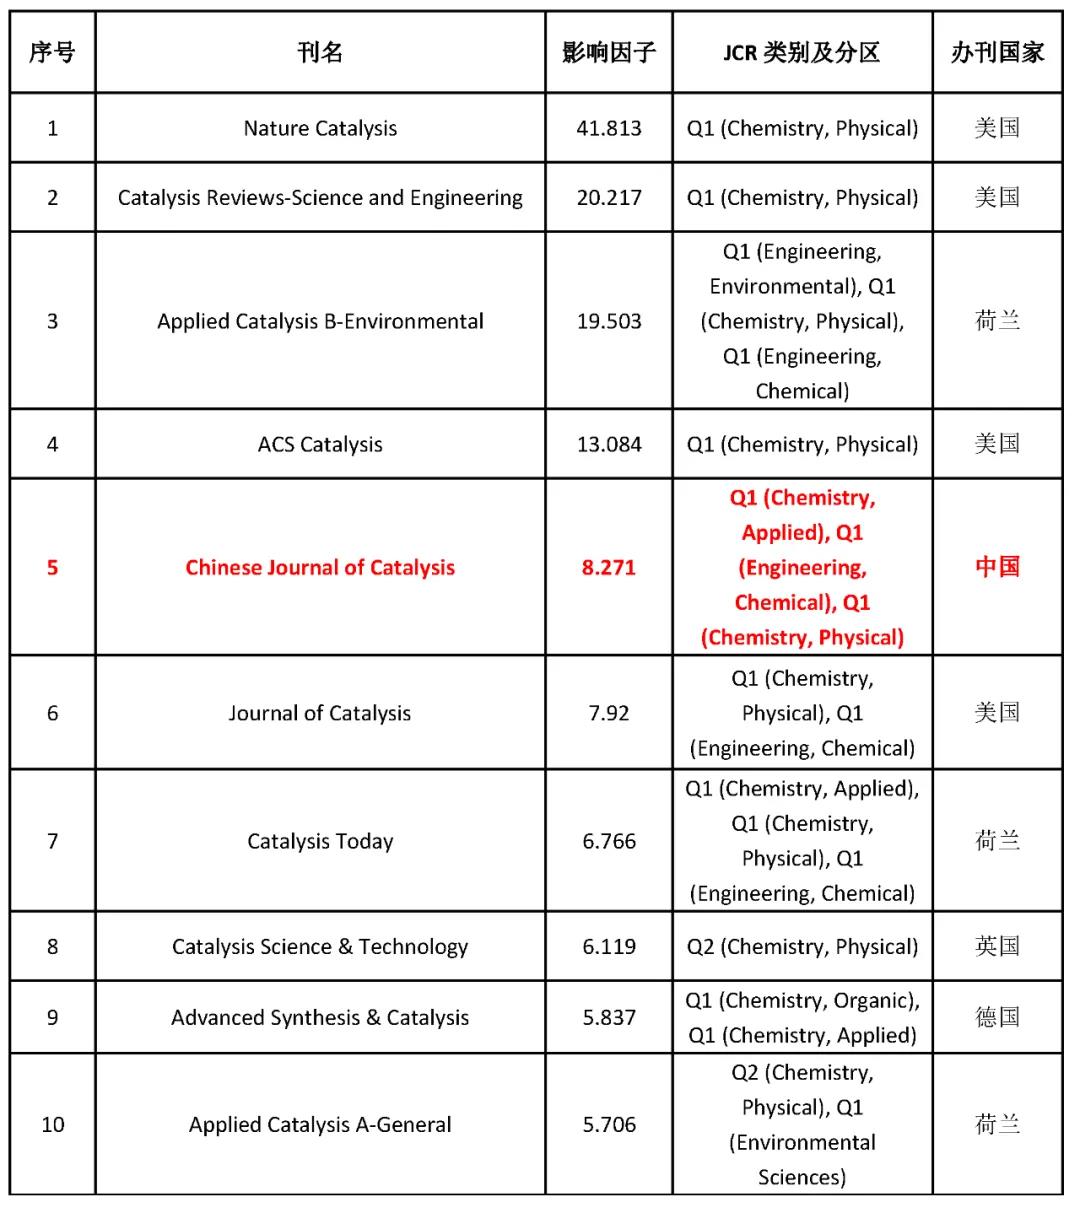 序号 刊名 影响因子 JCR 类别及分区 办刊国家
1 Nature Catalysis 41.813 Q1 (Chemistry, Physical) 美国
2 Catalysis Reviews-Science and Engineering 20.217 Q1 (Chemistry, Physical) 美国
3 Applied Catalysis B-Environmental 19.503 Q1 (Engineering,
Environmental), Q1
(Chemistry, Physical),
Q1 (Engineering,
Chemical)
荷兰
4 ACS Catalysis 13.084 Q1 (Chemistry, Physical) 美国
5 Chinese Journal of Catalysis 8.271 Q1 (Chemistry,
Applied), Q1
(Engineering,
Chemical), Q1
(Chemistry, Physical)
中国
6 Journal of Catalysis 7.92 Q1 (Chemistry,
Physical), Q1
(Engineering, Chemical)
美国
7 Catalysis Today 6.766 Q1 (Chemistry, Applied),
Q1 (Chemistry,
Physical), Q1
(Engineering, Chemical)
荷兰
8 Catalysis Science & Technology 6.119 Q2 (Chemistry, Physical) 英国
9 Advanced Synthesis & Catalysis 5.837 Q1 (Chemistry, Organic),
Q1 (Chemistry, Applied)
德国
10 Applied Catalysis A-General 5.706 Q2 (Chemistry,
Physical), Q1
(Environmental
Sciences)
荷兰